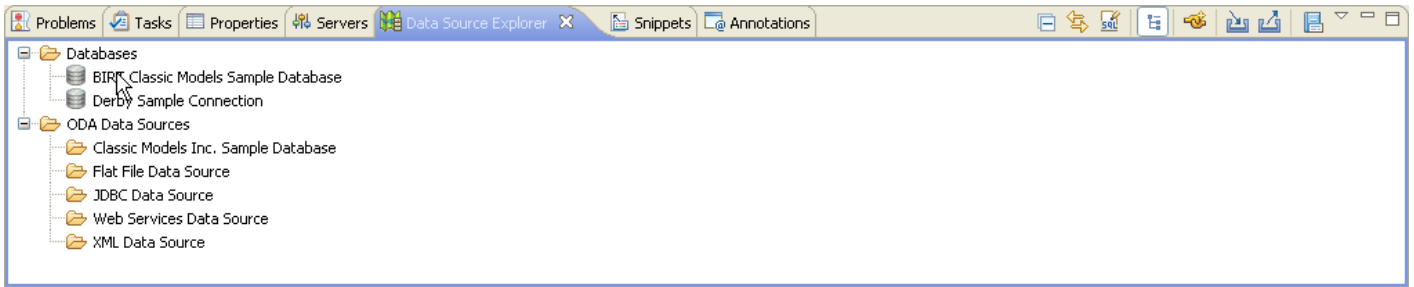 Problems Tasks Properties Servers Data Source Explorer Snippets @ Annotations
SQL
Databases
BIRT Classic Models Sample Database
Derby Sample Connection
ODA Data Sources
Classic Models Inc. Sample Database
Flat File Data Source
JDBC Data Source
Web Services Data Source
XML Data Source